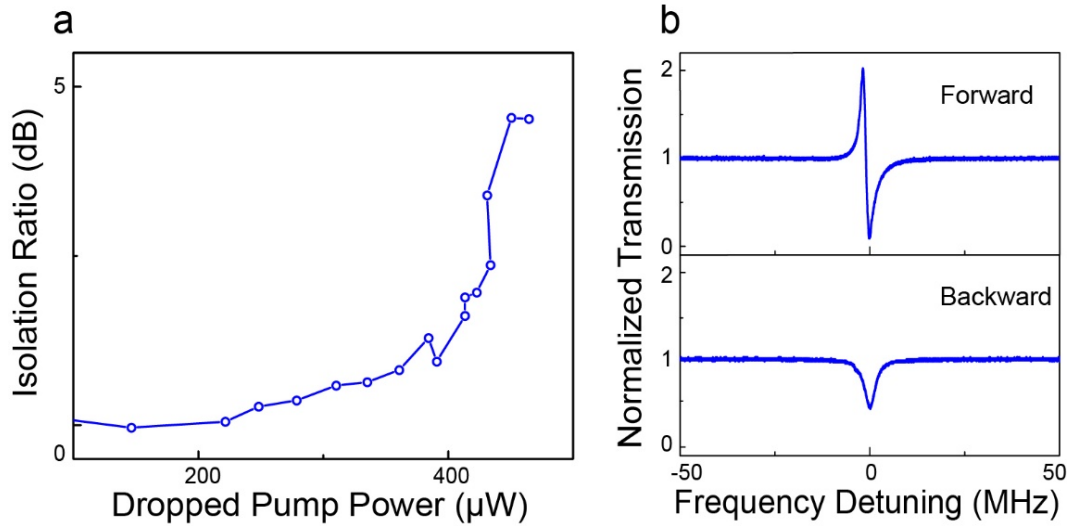 a
5
0
Isolation Ratio (dB)
200
400
Dropped Pump Power (μW)
b
2
1
0
Forward
2
1
0
Backward
Normalized Transmission
-50
0
50
Frequency Detuning (MHz)